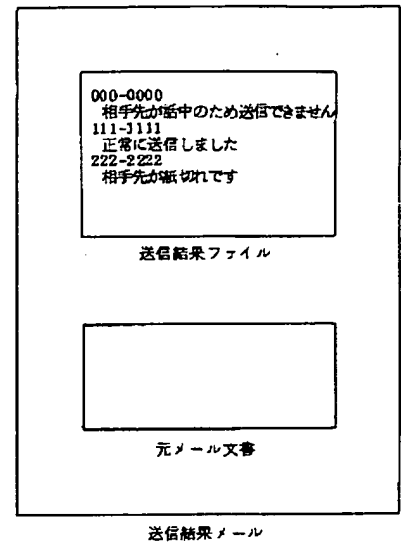 000-0000
相手先が話中のため送信できません
111-1111
正常に送信しました
222-2222
相手先が紙切れです
送信結果ファイル
元メール文書
送信結果メール